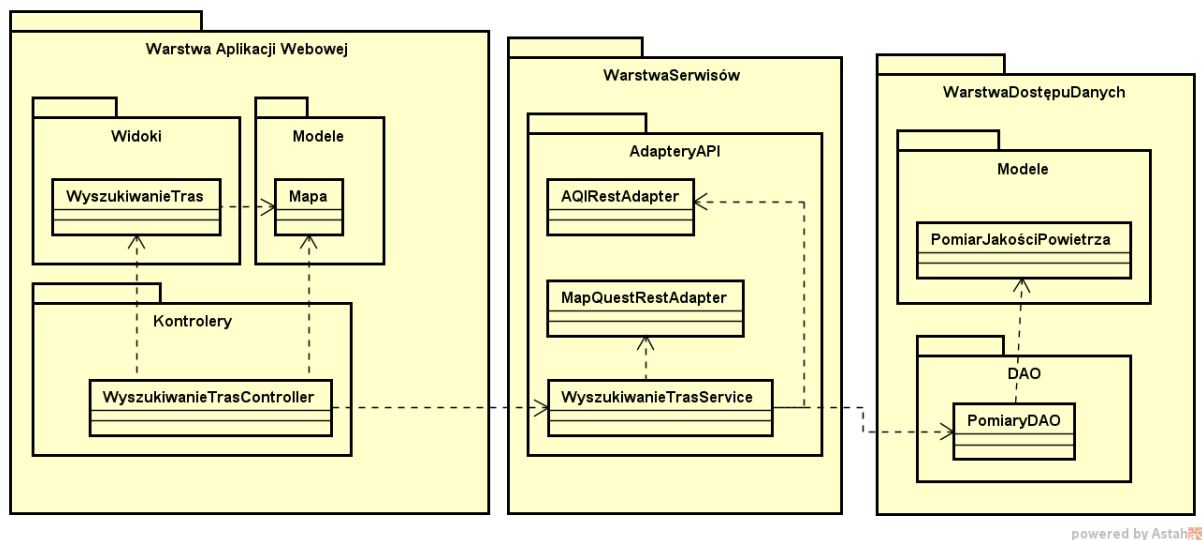 Warstwa Aplikacji Webowej
Widoki
WyszukiwanieTras
Modele
Mapa
Kontrolery
WyszukiwanieTrasController
WarstwaSerwisów
AdapteryAPI
AQIRestAdapter
MapQuestRestAdapter
WyszukiwanieTrasService
WarstwaDostępuDanych
Modele
PomiarJakościPowietrza
DAO
PomiaryDAO
powered by Astah